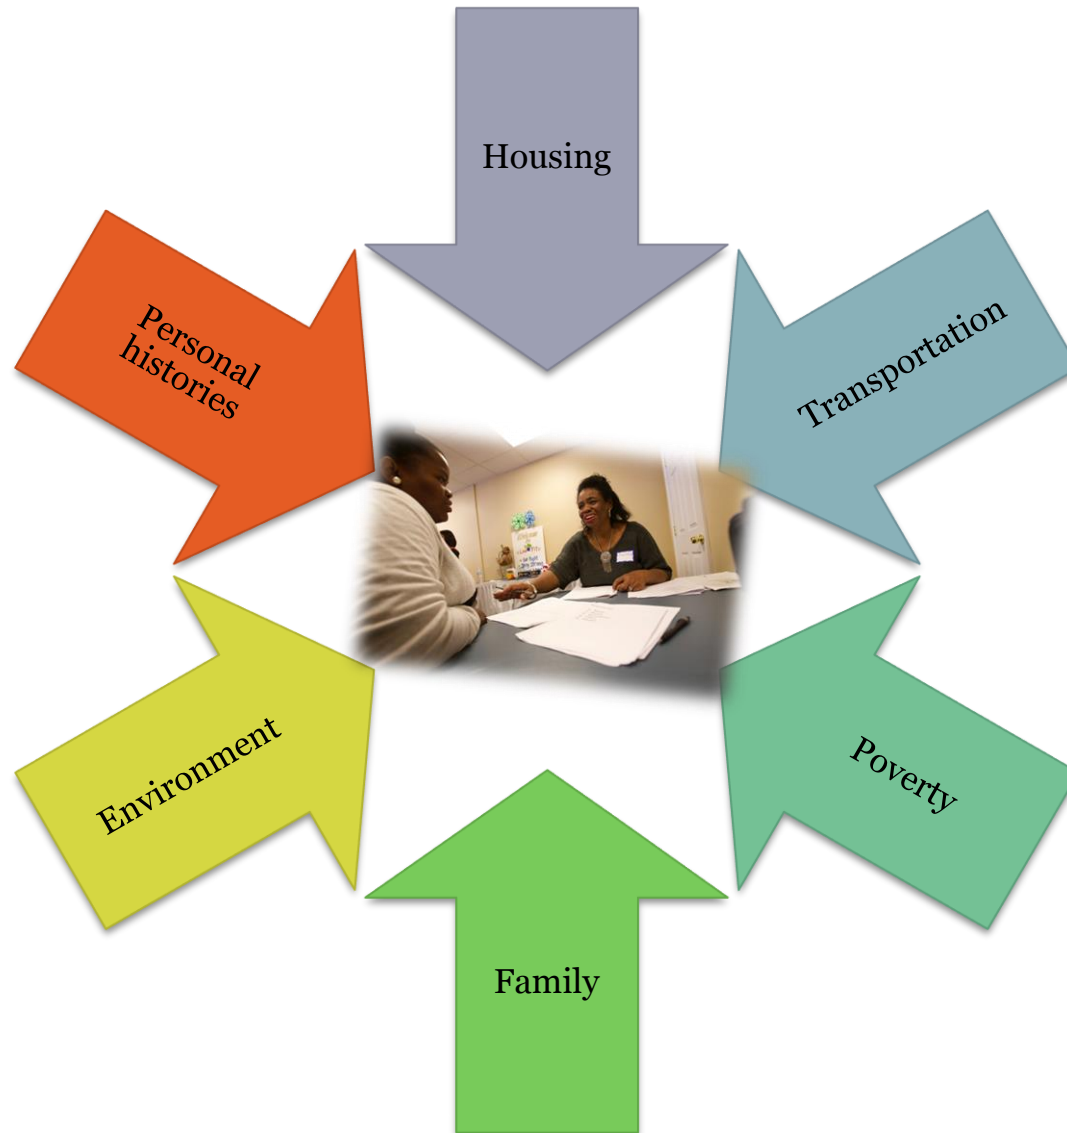 Housing
Transportation
Poverty
Family
Environment
Personal
histories